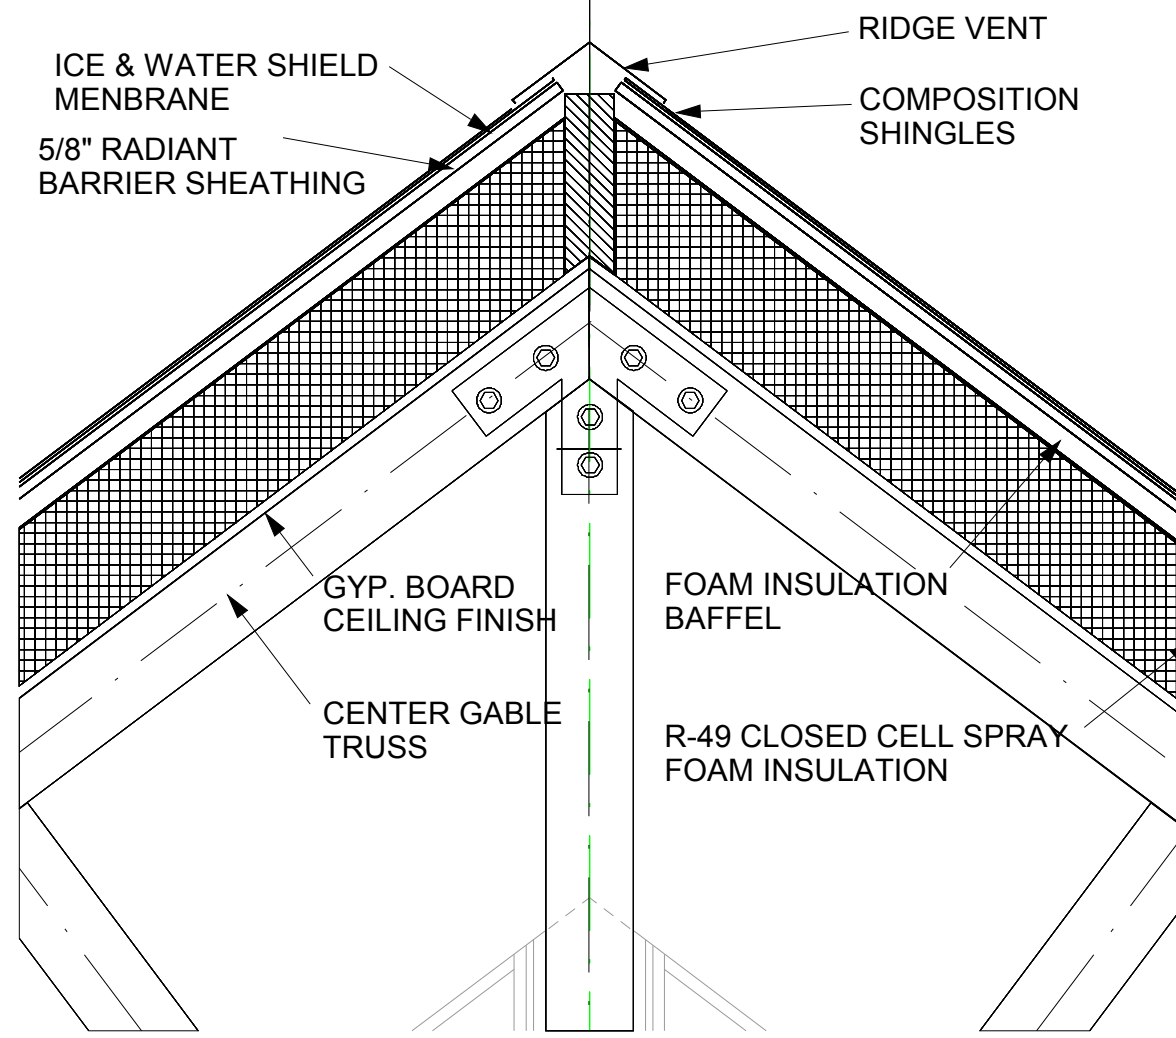 ICE & WATER SHIELD
MENBRANE
5/8" RADIANT
BARRIER SHEATHING
RIDGE VENT
COMPOSITION
SHINGLES
GYP. BOARD
CEILING FINISH
FOAM INSULATION
BAFFEL
CENTER GABLE
TRUSS
R-49 CLOSED CELL SPRAY
FOAM INSULATION